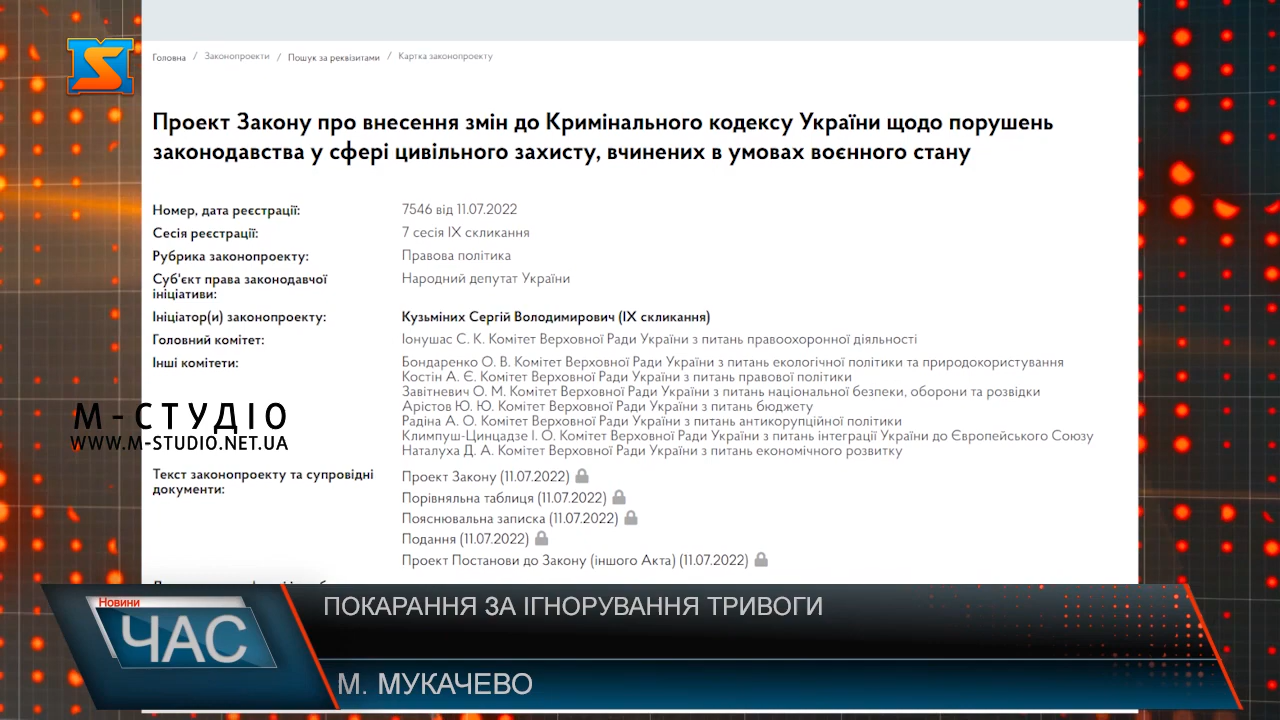 Головна / Законопроекти / Пошук за реквізитами / Картка законопроекту
Проект Закону про внесення змін до Кримінального кодексу України щодо порушень
законодавства у сфері цивільного захисту, вчинених в умовах воєнного стану
Номер, дата реєстрації: 7546 від 11.07.2022
Сесія реєстрації: 7 сесія IX скликання
Рубрика законопроекту: Правова політика
Суб'єкт права законодавчої Народний депутат України
ініціативи:
Ініціатор(и) законопроекту: Кузьміних Сергій Володимирович (IX скликання)
Головний комітет: Іонушас С. К. Комітет Верховної Ради України з питань правоохоронної діяльності
Інші комітети: Бондаренко О. В. Комітет Верховної Ради України з питань екологічної політики та природокористування
Костін А. Є. Комітет Верховної Ради України з питань правової політики
Завітневич О. М. Комітет Верховної Ради України з питань національної безпеки, оборони та розвідки
Арістов Ю. Ю. Комітет Верховної Ради України з питань бюджету
Радіна А. О. Комітет Верховної Ради України з питань антикорупційної політики
Климпуш-Цинцадзе І. О. Комітет Верховної Ради України з питань інтеграції України до Європейського Союзу
Наталуха Д. А. Комітет Верховної Ради України з питань економічного розвитку
М-СТУДІО
WWW.M-STUDIO.NET.UA
Текст законопроекту та супровідні Проект Закону (11.07.2022)
документи:
Порівняльна таблиця (11.07.2022)
Пояснювальна записка (11.07.2022)
Подання (11.07.2022)
Проект Постанови до Закону (іншого Акта) (11.07.2022)
Новини
ЧАС
ПОКАРАННЯ ЗА ІГНОРУВАННЯ ТРИВОГИ
М. МУКАЧЕВО